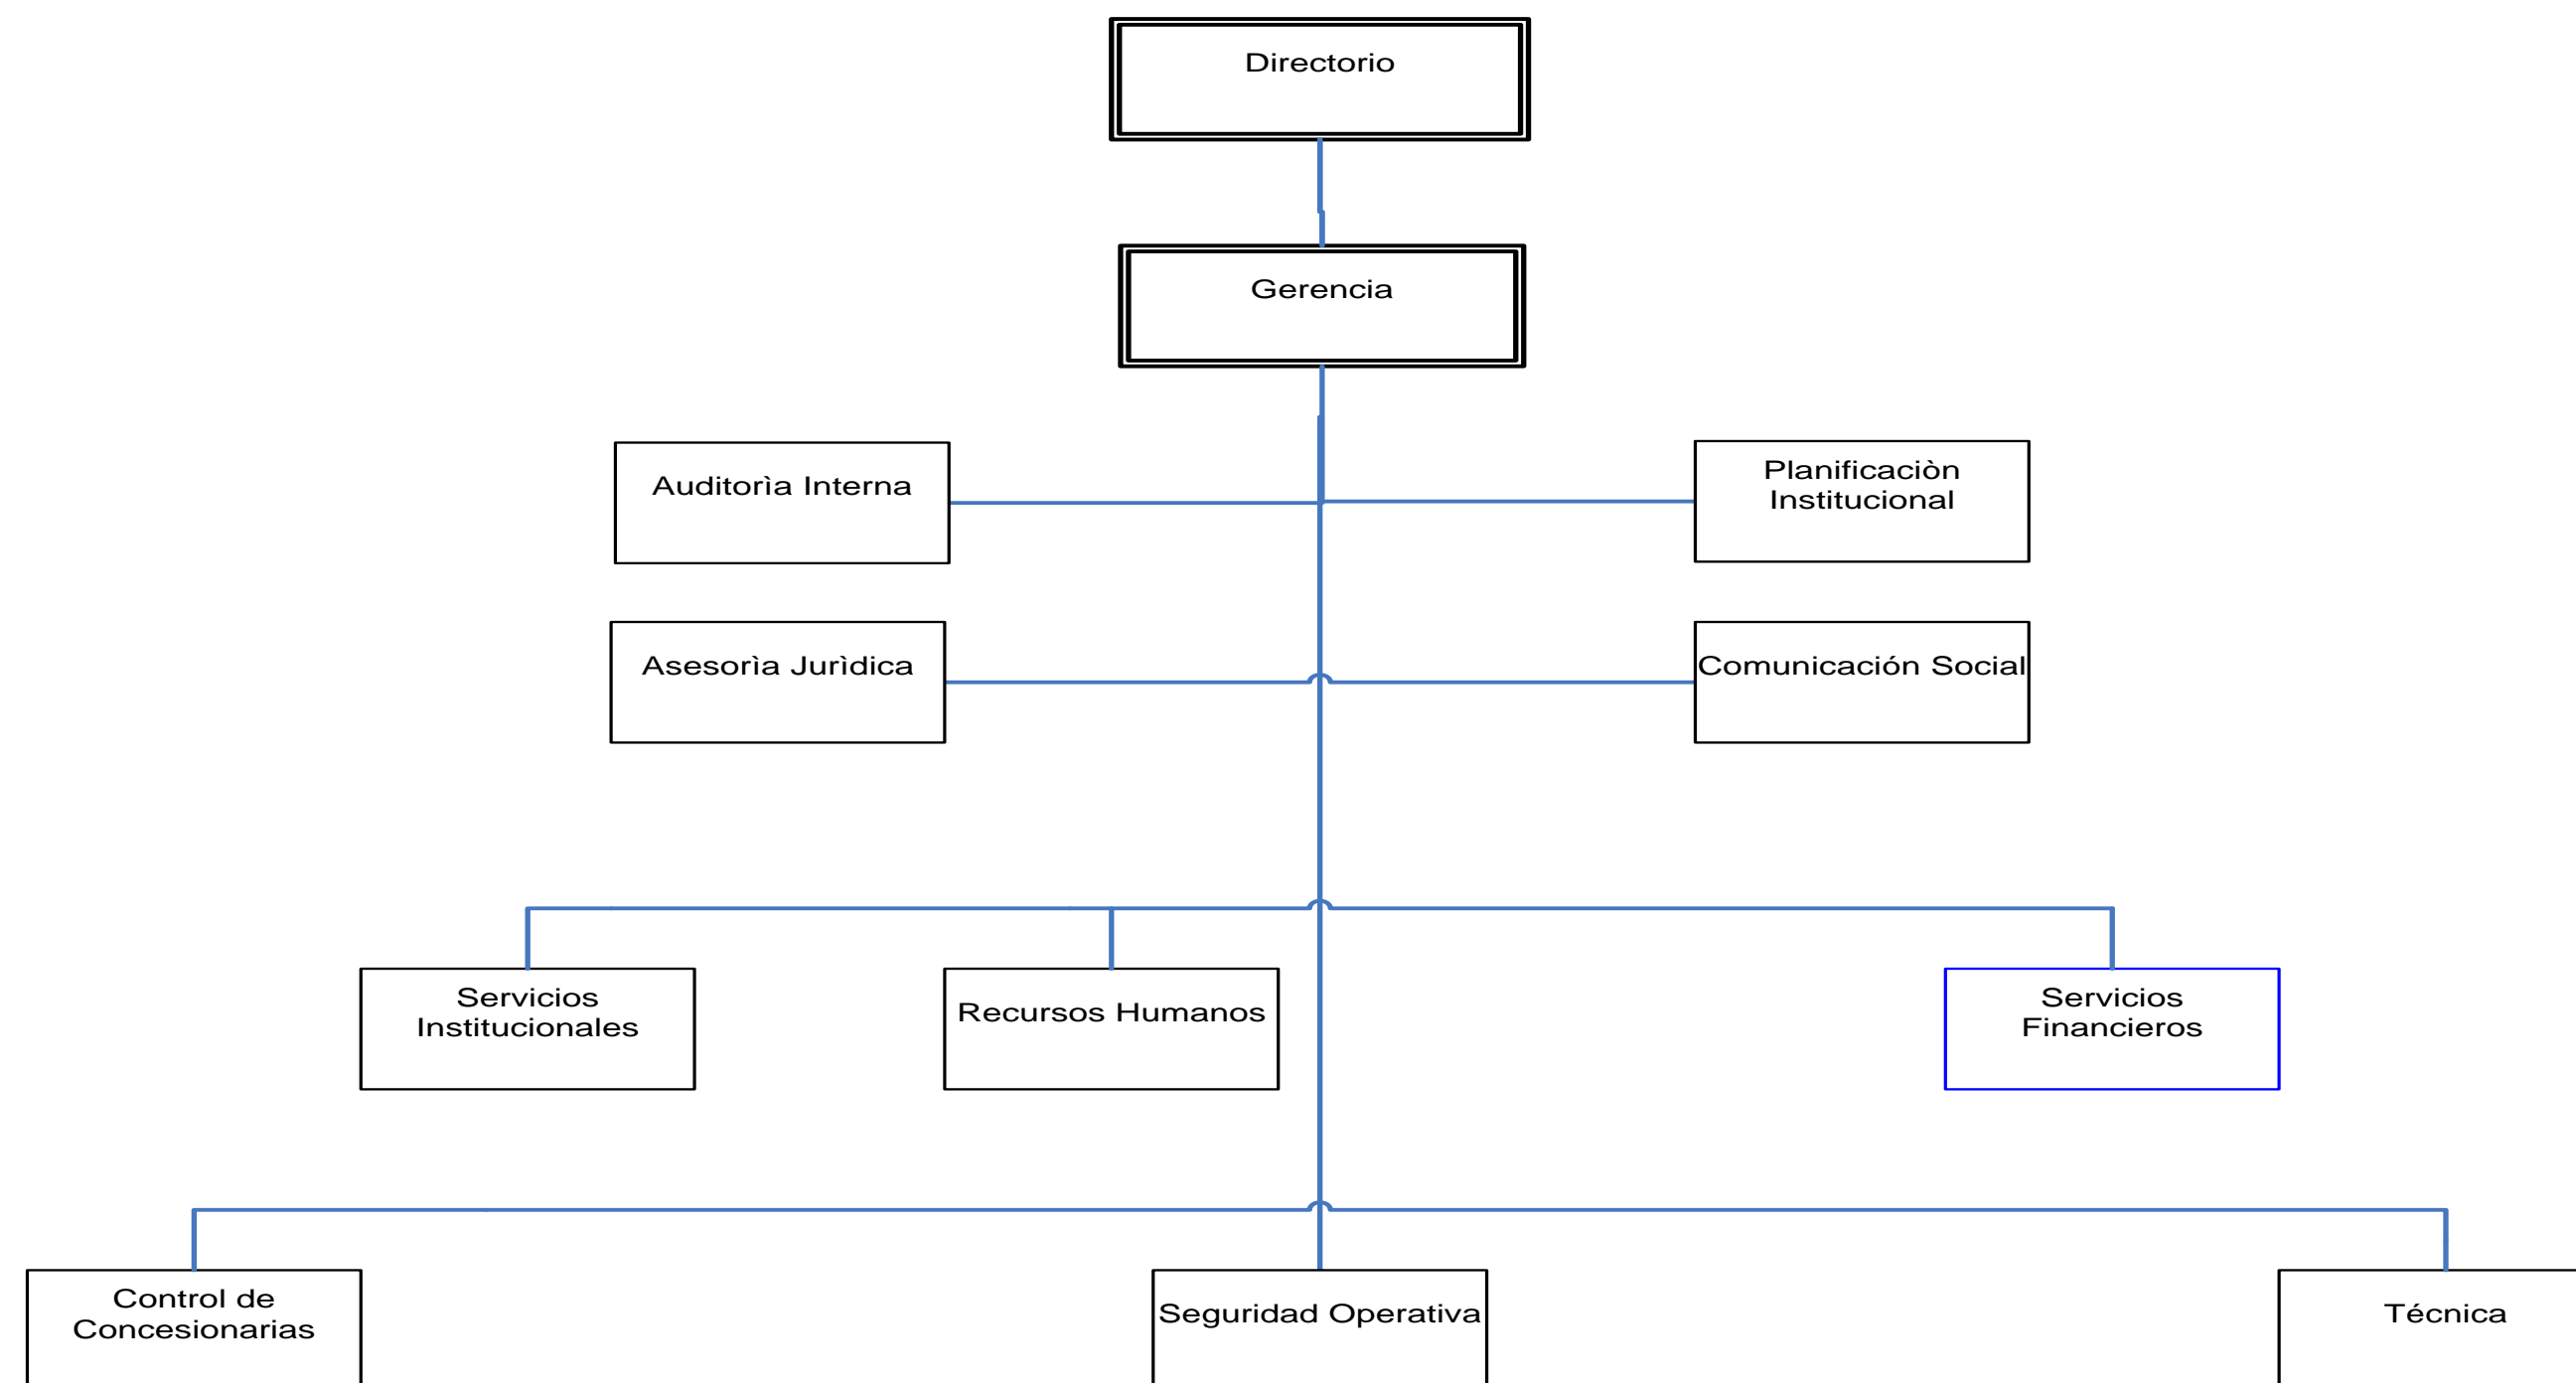 Directorio
Gerencia
Auditorìa Interna
Planificaciòn
Institucional
Asesorìa Jurìdica
Comunicación Social
Servicios
Institucionales
Recursos Humanos
Servicios
Financieros
Control de
Concesionarias
Seguridad Operativa
Técnica